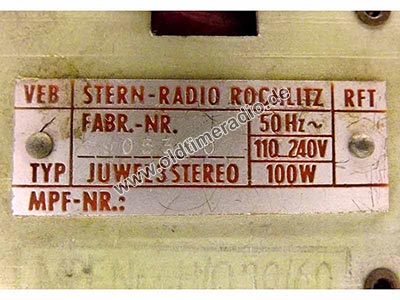 VEB STERN-RADIO ROCHLITZ RFT
FABR.-NR. 50 Hz~
110 240V
TYP JUWEL 3 STEREO 100W
MPF-NR.:
www.oldtimeradio.de